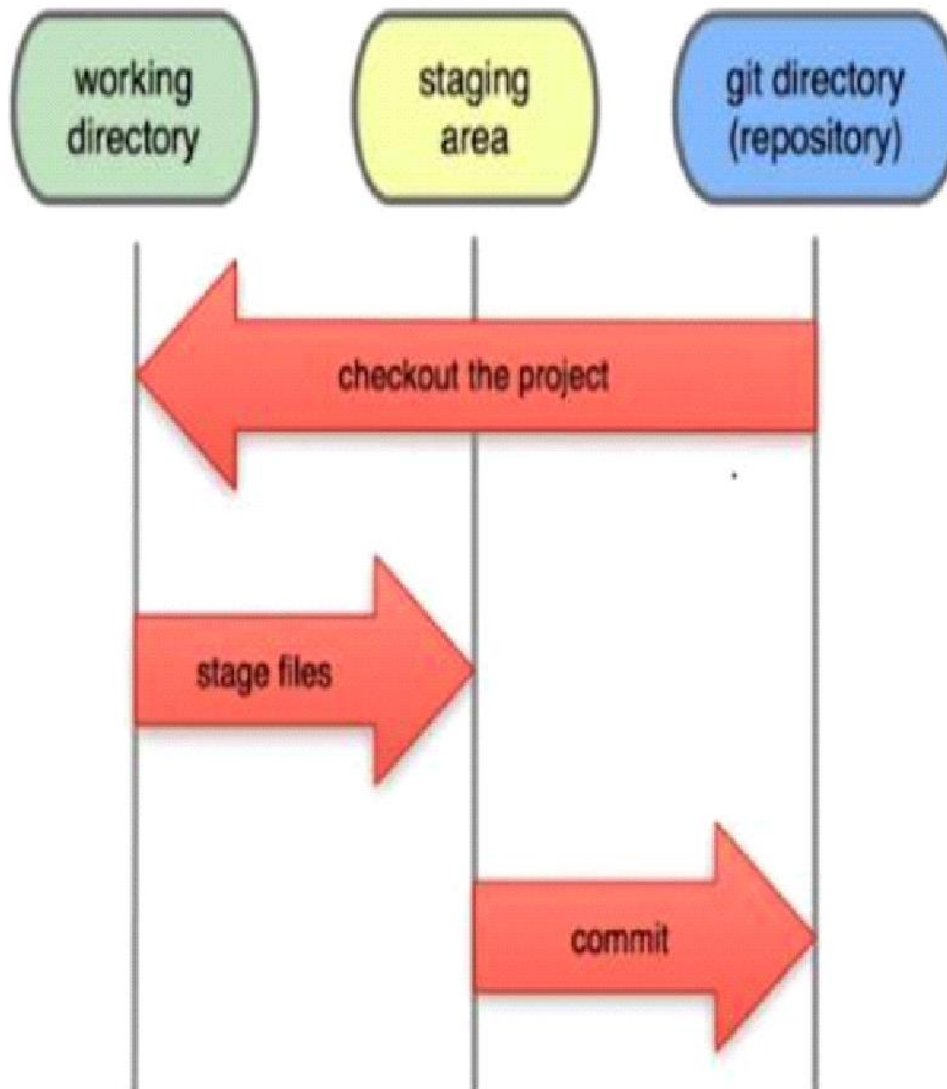 working
directory
staging
area
git directory
(repository)
checkout the project
stage files
commit